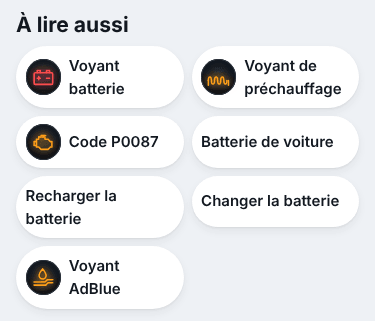 À lire aussi
Voyant
batterie
Voyant de
préchauffage
Code P0087
Batterie de voiture
Recharger la
batterie
Changer la batterie
Voyant
AdBlue